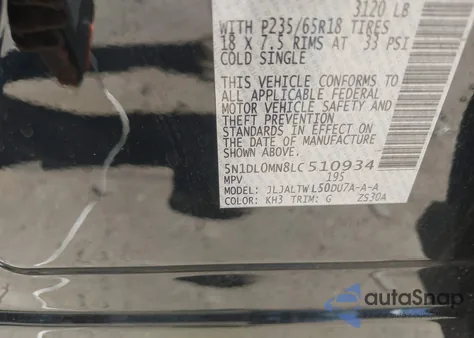 3120 LB
WITH P235/65R18 TIRES
18 X 7.5 RIMS AT 33 PSI
COLD SINGLE
THIS VEHICLE CONFORMS TO
ALL APPLICABLE FEDERAL
MOTOR VEHICLE SAFETY AND
THEFT PREVENTION
STANDARDS IN EFFECT ON
THE DATE OF MANUFACTURE
SHOWN ABOVE.
5N1DL0MN8LC510934
MPV 195
MODEL: JLJALTWL50DU7A-A-A
COLOR: KH3 TRIM: G ZS30A
autoSnap